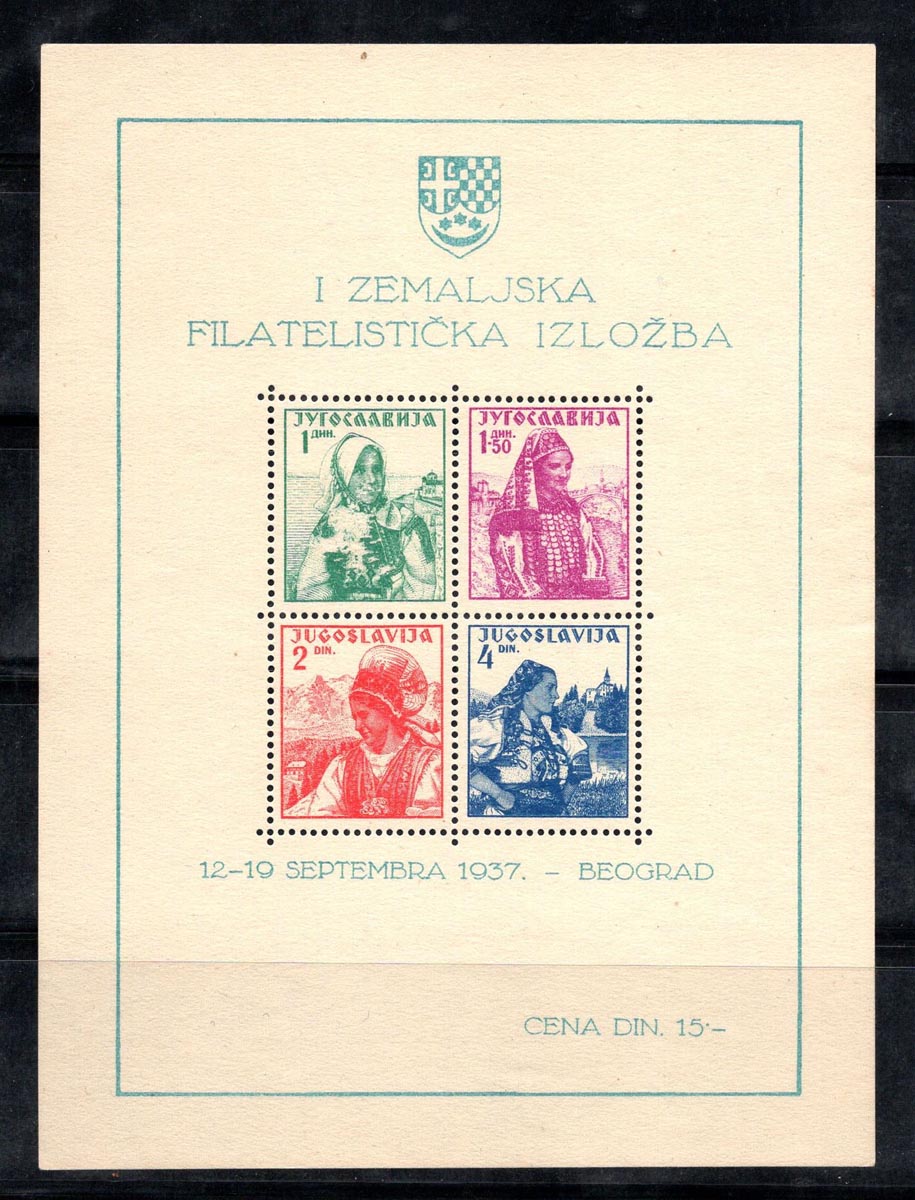 I ZEMALJSKA
FILATELISTIČKA IZLOŽBA
ЈУГОСЛАВИЈА
1 ДИН.
ЈУГОСЛАВИЈА
1·50 ДИН.
JUGOSLAVIJA
2 DIN.
JUGOSLAVIJA
4 DIN.
12-19 SEPTEMBRA 1937. - BEOGRAD
CENA DIN. 15·-